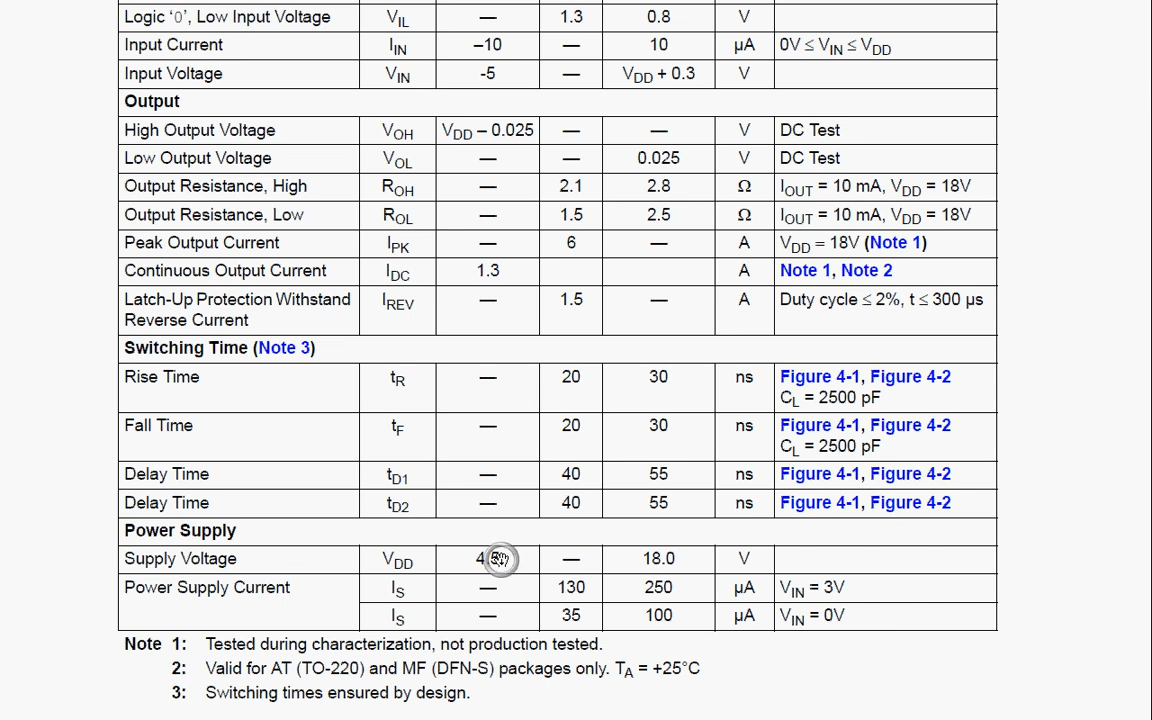 Logic ‘0’, Low Input Voltage VIL — 1.3 0.8 V
Input Current IIN –10 — 10 µA 0V ≤ VIN ≤ VDD
Input Voltage VIN -5 — VDD + 0.3 V
Output
High Output Voltage VOH VDD – 0.025 — — V DC Test
Low Output Voltage VOL — — 0.025 V DC Test
Output Resistance, High ROH — 2.1 2.8 Ω IOUT = 10 mA, VDD = 18V
Output Resistance, Low ROL — 1.5 2.5 Ω IOUT = 10 mA, VDD = 18V
Peak Output Current IPK — 6 — A VDD = 18V (Note 1)
Continuous Output Current IDC 1.3 A Note 1, Note 2
Latch-Up Protection Withstand IREV — 1.5 — A Duty cycle ≤ 2%, t ≤ 300 µs
Reverse Current
Switching Time (Note 3)
Rise Time tR — 20 30 ns Figure 4-1, Figure 4-2
CL = 2500 pF
Fall Time tF — 20 30 ns Figure 4-1, Figure 4-2
CL = 2500 pF
Delay Time tD1 — 40 55 ns Figure 4-1, Figure 4-2
Delay Time tD2 — 40 55 ns Figure 4-1, Figure 4-2
Power Supply
Supply Voltage VDD — 18.0 V
Power Supply Current IS — 130 250 µA VIN = 3V
IS — 35 100 µA VIN = 0V
Note 1: Tested during characterization, not production tested.
2: Valid for AT (TO-220) and MF (DFN-S) packages only. TA = +25°C
3: Switching times ensured by design.